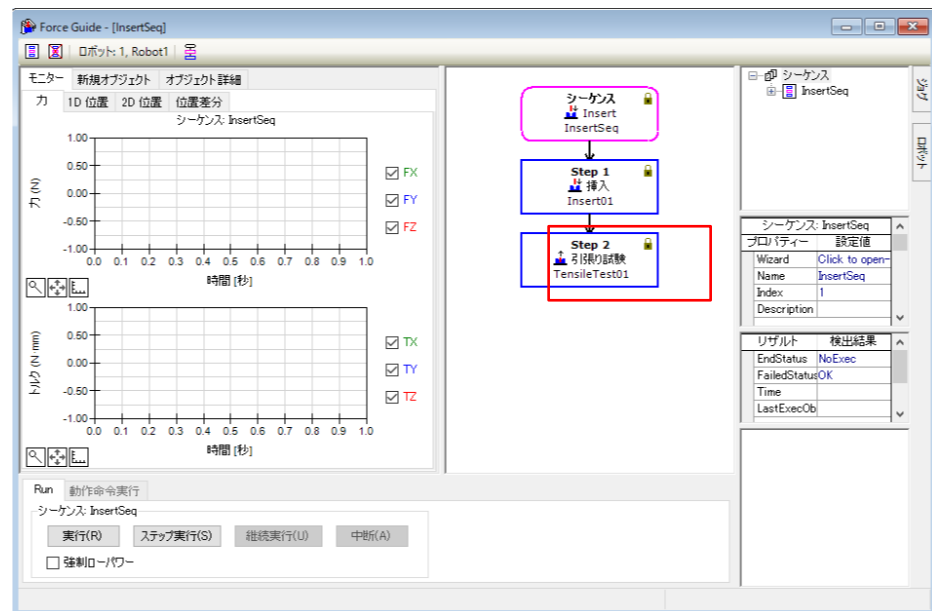 Force Guide - [InsertSeq]
ロボット: 1, Robot1
モニター 新規オブジェクト オブジェクト詳細
力 1D 位置 2D 位置 位置差分
シーケンス: InsertSeq
力 (N)
1.00
0.50
0.00
-0.50
-1.00
0.0 0.1 0.2 0.3 0.4 0.5 0.6 0.7 0.8 0.9 1.0
時間 [秒]
FX
FY
FZ
トルク (N·mm)
1.00
0.50
0.00
-0.50
-1.00
0.0 0.1 0.2 0.3 0.4 0.5 0.6 0.7 0.8 0.9 1.0
時間 [秒]
TX
TY
TZ
シーケンス
Insert
InsertSeq
Step 1
挿入
Insert01
Step 2
引張り試験
TensileTest01
シーケンス
InsertSeq
ジョグ
ロボット
シーケンス: InsertSeq
プロパティー 設定値
Wizard Click to open-
Name InsertSeq
Index 1
Description
リザルト 検出結果
EndStatus NoExec
FailedStatus OK
Time
LastExecOb
Run 動作命令実行
シーケンス: InsertSeq
実行(R) ステップ実行(S) 継続実行(U) 中断(A)
強制ローパワー